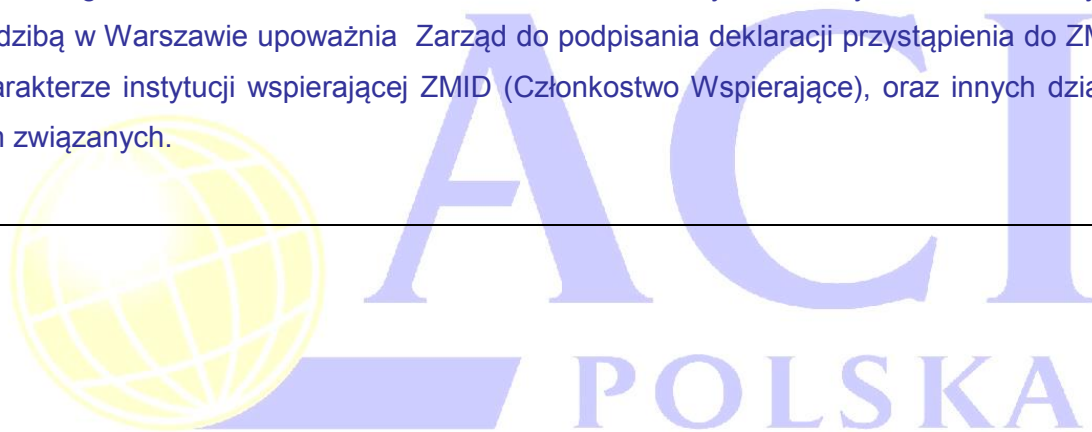 dzibą w Warszawie upoważnia Zarząd do podpisania deklaracji przystąpienia do
arakterze instytucji wspierającej ZMID (Członkostwo Wspierające), oraz innych
związanych.
ACI
POLSKA